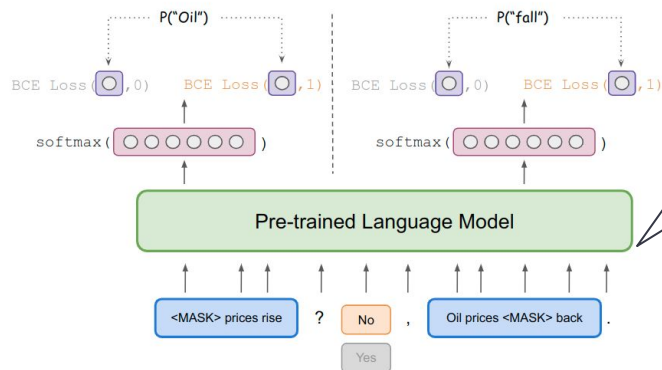 P("Oil") P("fall")
BCE Loss( ,0) BCE Loss( ,1) BCE Loss( ,0) BCE Loss( ,1)
softmax( ) softmax( )
Pre-trained Language Model
<MASK> prices rise ? No , Oil prices <MASK> back .
Yes